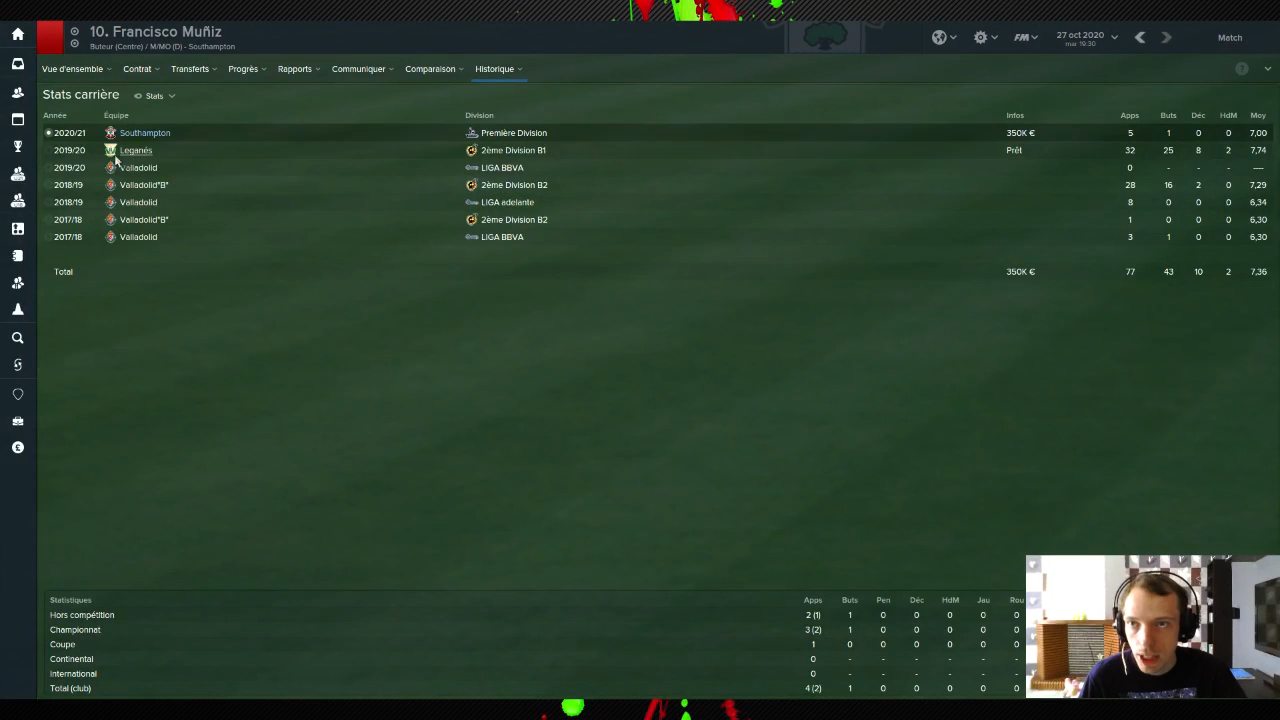 10. Francisco Muñiz
Buteur (Centre) / M/MO (D) - Southampton
FM
27 oct 2020
mar 19:30
Match
Vue d'ensemble Contrat Transferts Progrès Rapports Communiquer Comparaison Historique
Stats carrière Stats
Année Équipe Division Infos Apps Buts Déc HdM Moy
2020/21 Southampton Première Division 350K € 5 1 0 0 7,00
2019/20 Leganés 2ème Division B1 Prêt 32 25 8 2 7,74
2019/20 Valladolid LIGA BBVA 0 - - - ----
2018/19 Valladolid"B" 2ème Division B2 28 16 2 0 7,29
2018/19 Valladolid LIGA adelante 8 0 0 0 6,34
2017/18 Valladolid"B" 2ème Division B2 1 0 0 0 6,30
2017/18 Valladolid LIGA BBVA 3 1 0 0 6,30
Total 350K € 77 43 10 2 7,36
Statistiques Apps Buts Pen Déc HdM Jau Rou
Hors compétition 2 (1) 1 0 0 0 0 0
Championnat 3 (2) 1 0 0 0 0 0
Coupe 1 0 0 0 0 0 0
Continental 0 - - - - - -
International 0 - - - - - -
Total (club) 4 (2) 1 0 0 0 0 0